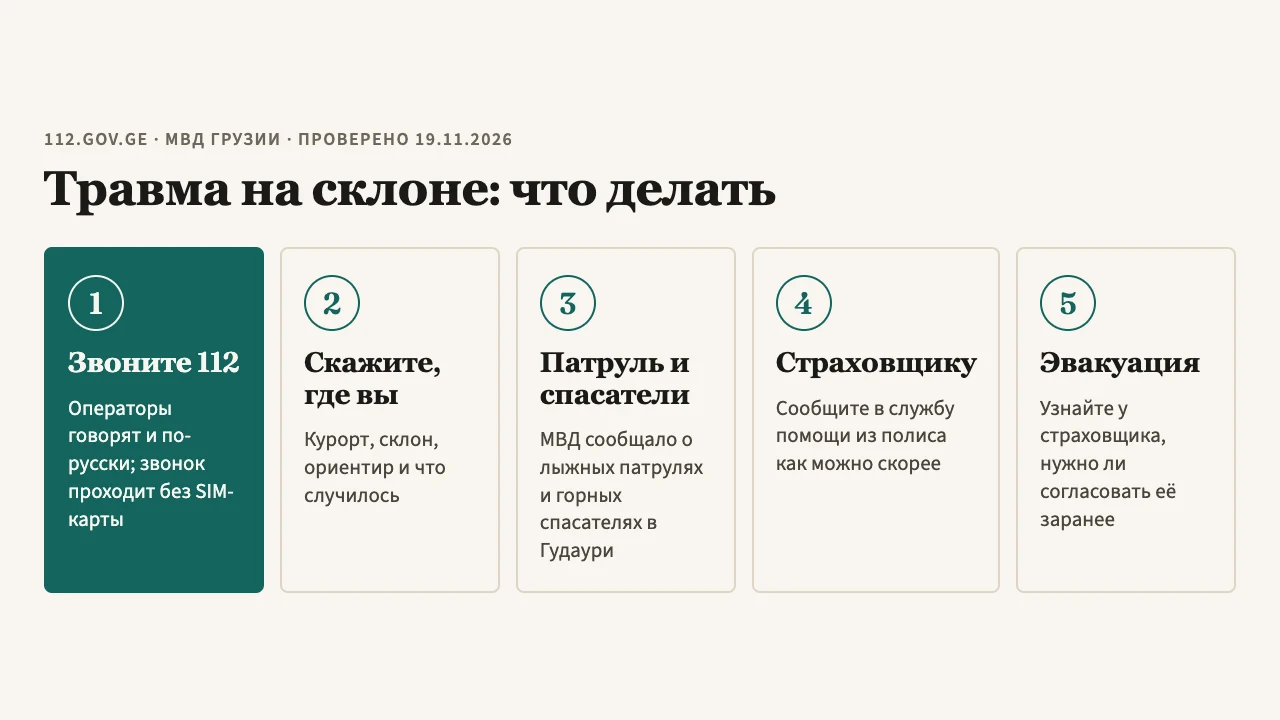 112.GOV.GE · МВД ГРУЗИИ · ПРОВЕРЕНО 19.11.2026
Травма на склоне: что делать
1
Звоните 112
Операторы
говорят и по-
русски; звонок
проходит без SIM-
карты
2
Скажите,
где вы
Курорт, склон,
ориентир и что
случилось
3
Патруль и
спасатели
МВД сообщало о
лыжных патрулях
и горных
спасателях в
Гудаури
4
Страховщику
Сообщите в службу
помощи из полиса
как можно скорее
5
Эвакуация
Узнайте у
страховщика,
нужно ли
согласовать её
заранее